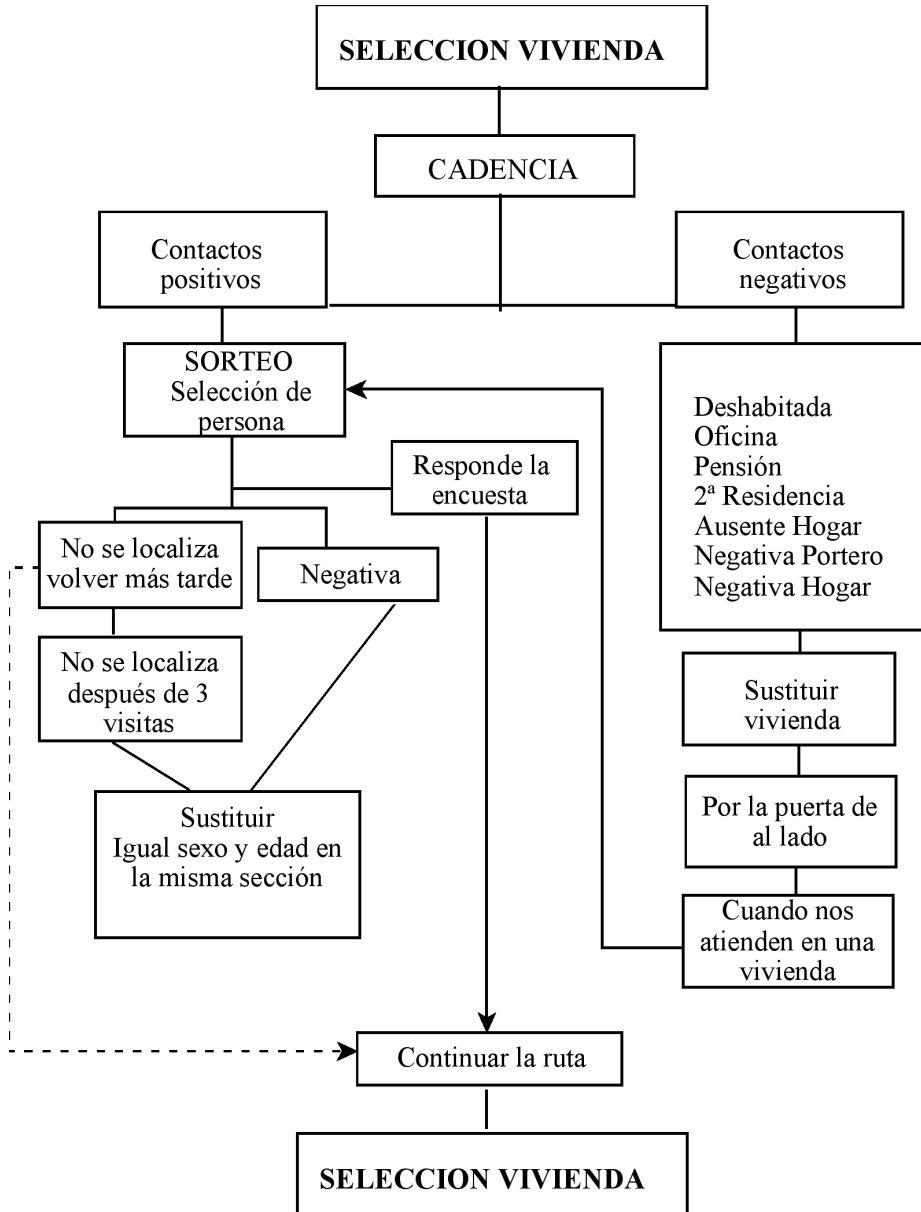 SELECCION VIVIENDA
CADENCIA
Contactos
positivos
Contactos
negativos
SORTEO
Selección de
persona
Deshabitada
Oficina
Pensión
2ª Residencia
Ausente Hogar
Negativa Portero
Negativa Hogar
Responde la
encuesta
No se localiza
volver más tarde
Negativa
No se localiza
después de 3
visitas
Sustituir
vivienda
Por la puerta de
al lado
Sustituir
Igual sexo y edad en
la misma sección
Cuando nos
atienden en una
vivienda
Continuar la ruta
SELECCION VIVIENDA